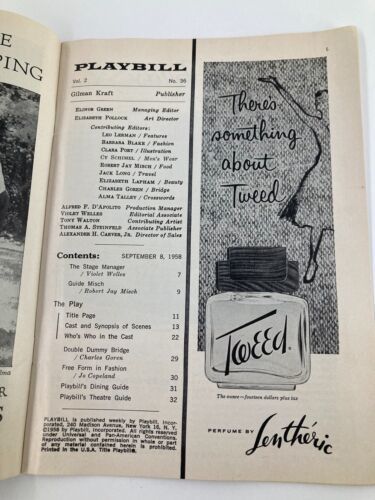 E
PING
R
S
PLAYBILL
Vol. 2 No. 36
Gilman Kraft Publisher
Elinor Green Managing Editor
Elizabeth Pollock Art Director
Contributing Editors:
Leo Lerman / Features
Barbara Blake / Fashion
Clara Port / Illustration
Cy Schimel / Men's Wear
Robert Jay Misch / Food
Jack Long / Travel
Elizabeth Lapham / Beauty
Charles Goren / Bridge
Alma Talley / Crosswords
Alfred F. D'Apolito Production Manager
Violet Welles Editorial Associate
Tony Walton Contributing Artist
Thomas A. Steinfeld Associate Publisher
Alexander H. Carver, Jr. Director of Sales
Contents: SEPTEMBER 8, 1958
The Stage Manager
/ Violet Welles 7
Guide Misch
/ Robert Jay Misch 9
The Play
Title Page 11
Cast and Synopsis of Scenes 13
Who's Who in the Cast 22
Double Dummy Bridge
/ Charles Goren 29
Free Form in Fashion
/ Jo Copeland 30
Playbill's Dining Guide 31
Playbill's Theatre Guide 32
PLAYBILL is published weekly by Playbill, Incor-
porated, 240 Madison Avenue, New York 16, N. Y.
©1958 by Playbill, Incorporated. All rights reserved
under Universal and Pan-American Conventions.
Reproduction without permission in whole or part
of any material contained herein is prohibited.
Printed in the U.S.A. Title Playbill®.
There's
something
about
Tweed
Tweed
The ounce—fourteen dollars plus tax
PERFUME BY Lenthéric